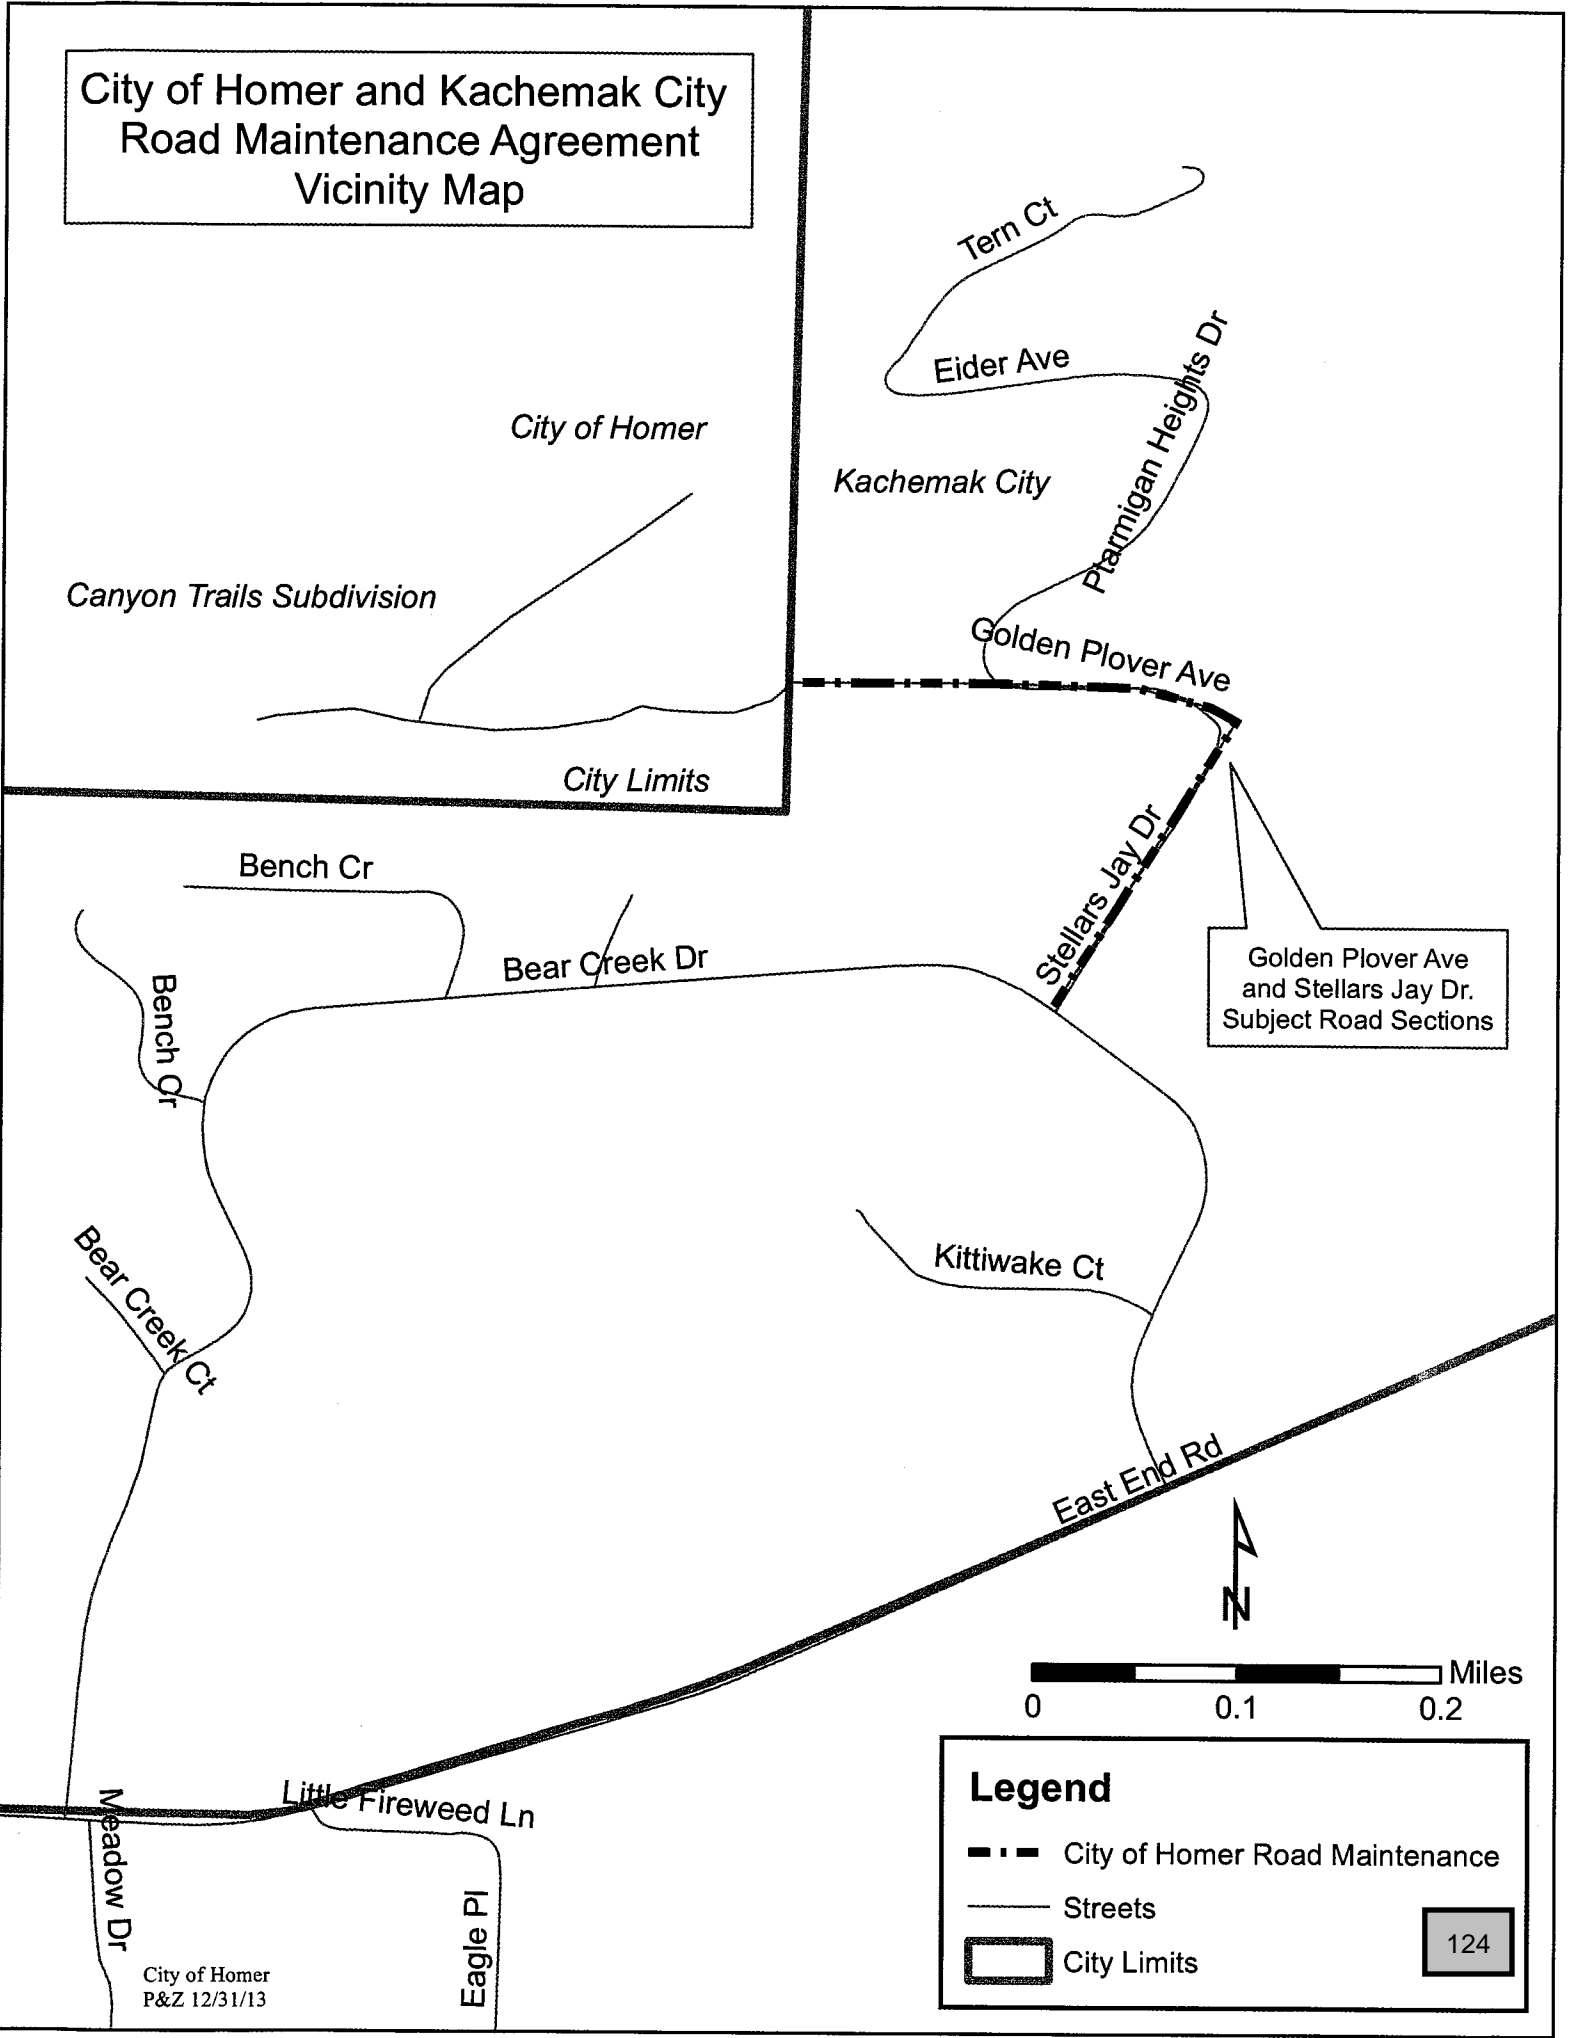 City of Homer and Kachemak City
Road Maintenance Agreement
Vicinity Map
Tern Ct
Eider Ave
Ptarmigan Heights Dr
City of Homer
Kachemak City
Canyon Trails Subdivision
Golden Plover Ave
City Limits
Stellars Jay Dr
Bench Cr
Bear Creek Dr
Golden Plover Ave
and Stellars Jay Dr.
Subject Road Sections
Bench Cr
Bear Creek Ct
Kittiwake Ct
East End Rd
N
Miles
0
0.1
0.2
Little Fireweed Ln
Meadow Dr
Eagle Pl
Legend
City of Homer Road Maintenance
Streets
City Limits
124
City of Homer
P&Z 12/31/13